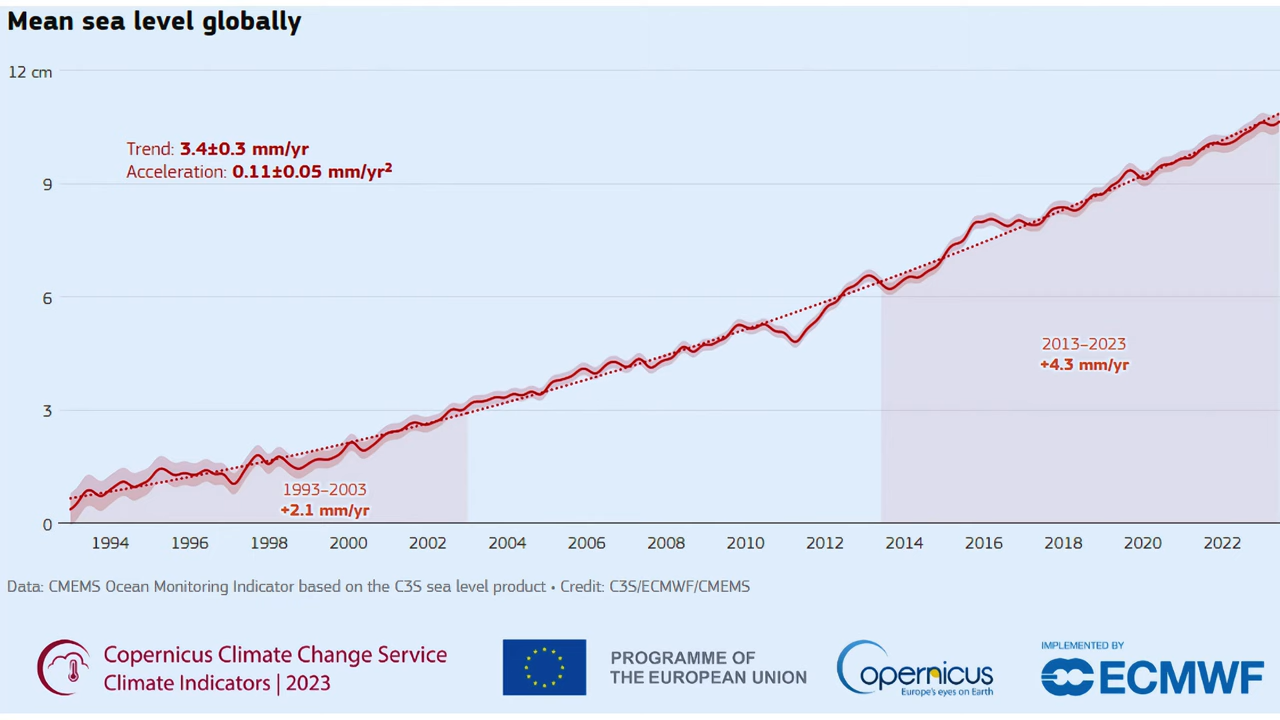 Mean sea level globally
12 cm
Trend: 3.4±0.3 mm/yr
Acceleration: 0.11±0.05 mm/yr²
9
6
2013–2023
+4.3 mm/yr
3
1993–2003
+2.1 mm/yr
0
1994 1996 1998 2000 2002 2004 2006 2008 2010 2012 2014 2016 2018 2020 2022
Data: CMEMS Ocean Monitoring Indicator based on the C3S sea level product • Credit: C3S/ECMWF/CMEMS
Copernicus Climate Change Service
Climate Indicators | 2023
PROGRAMME OF
THE EUROPEAN UNION
opernicus
Europe's eyes on Earth
IMPLEMENTED BY
ECMWF